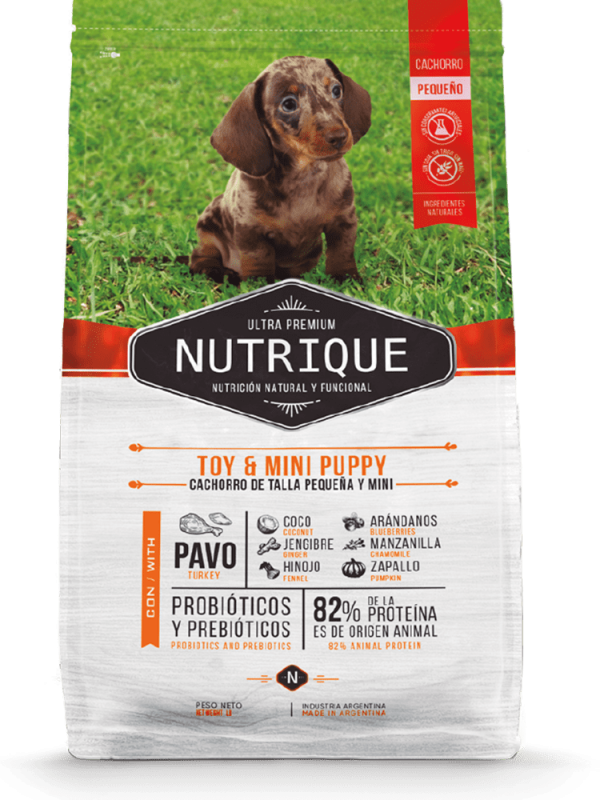 CACHORRO
PEQUEÑO
INGREDIENTES
NATURALES
ULTRA PREMIUM
NUTRIQUE
NUTRICIÓN NATURAL Y FUNCIONAL
TOY & MINI PUPPY
CACHORRO DE TALLA PEQUEÑA Y MINI
CON / WITH
PAVO
TURKEY
COCO
COCONUT
JENGIBRE
GINGER
HINOJO
FENNEL
ARÁNDANOS
BLUEBERRIES
MANZANILLA
CHAMOMILE
ZAPALLO
PUMPKIN
PROBIÓTICOS
Y PREBIÓTICOS
PROBIOTICS AND PREBIOTICS
82% DE LA
PROTEÍNA
ES DE ORIGEN ANIMAL
82% ANIMAL PROTEIN
N
PESO NETO
NET WEIGHT
INDUSTRIA ARGENTINA
MADE IN ARGENTINA